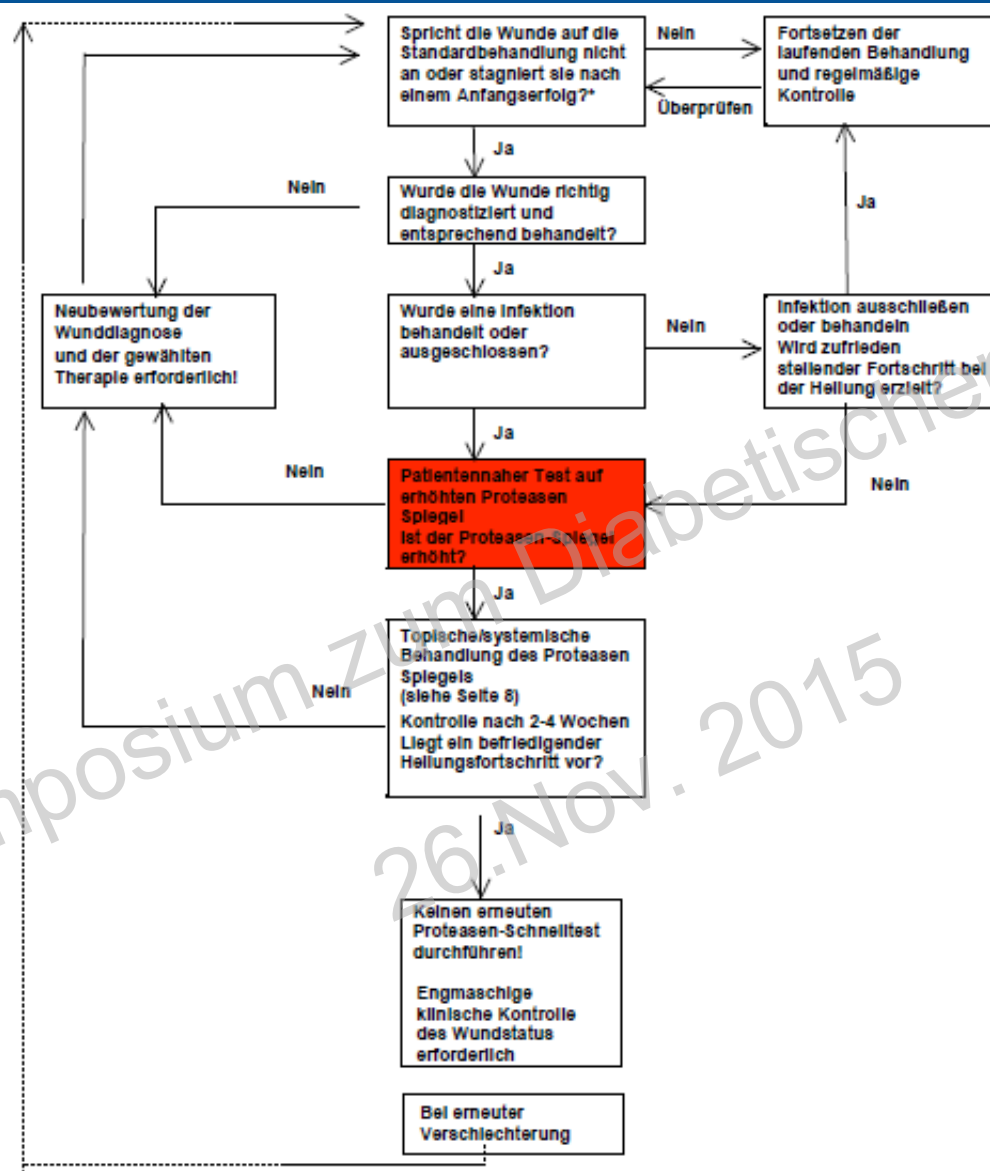 Spricht die Wunde auf die
Standardbehandlung nicht
an oder stagniert sie nach
einem Anfangserfolg?*
Nein
Überprüfen
Fortsetzen der
laufenden Behandlung
und regelmäßige
Kontrolle
Ja
Nein
Wurde die Wunde richtig
diagnostiziert und
entsprechend behandelt?
Ja
Ja
Neubewertung der
Wunddiagnose
und der gewählten
Therapie erforderlich!
Wurde eine Infektion
behandelt oder
ausgeschlossen?
Nein
Infektion ausschließen
oder behandeln
Wird zufrieden
stellender Fortschritt bei
der Heilung erzielt?
Ja
Nein
Patientennaher Test auf
erhöhten Proteasen
Spiegel
Ist der Proteasen-Spiegel
erhöht?
Nein
Ja
Topische/systemische
Behandlung des Proteasen
Spiegels
(siehe Seite 8)
Kontrolle nach 2-4 Wochen
Liegt ein befriedigender
Heilungsfortschritt vor?
Nein
Ja
Keinen erneuten
Proteasen-Schnelltest
durchführen!
Engmaschige
klinische Kontrolle
des Wundstatus
erforderlich
Bei erneuter
Verschlechterung
mposium zum Diabetischen
26.Nov. 2015